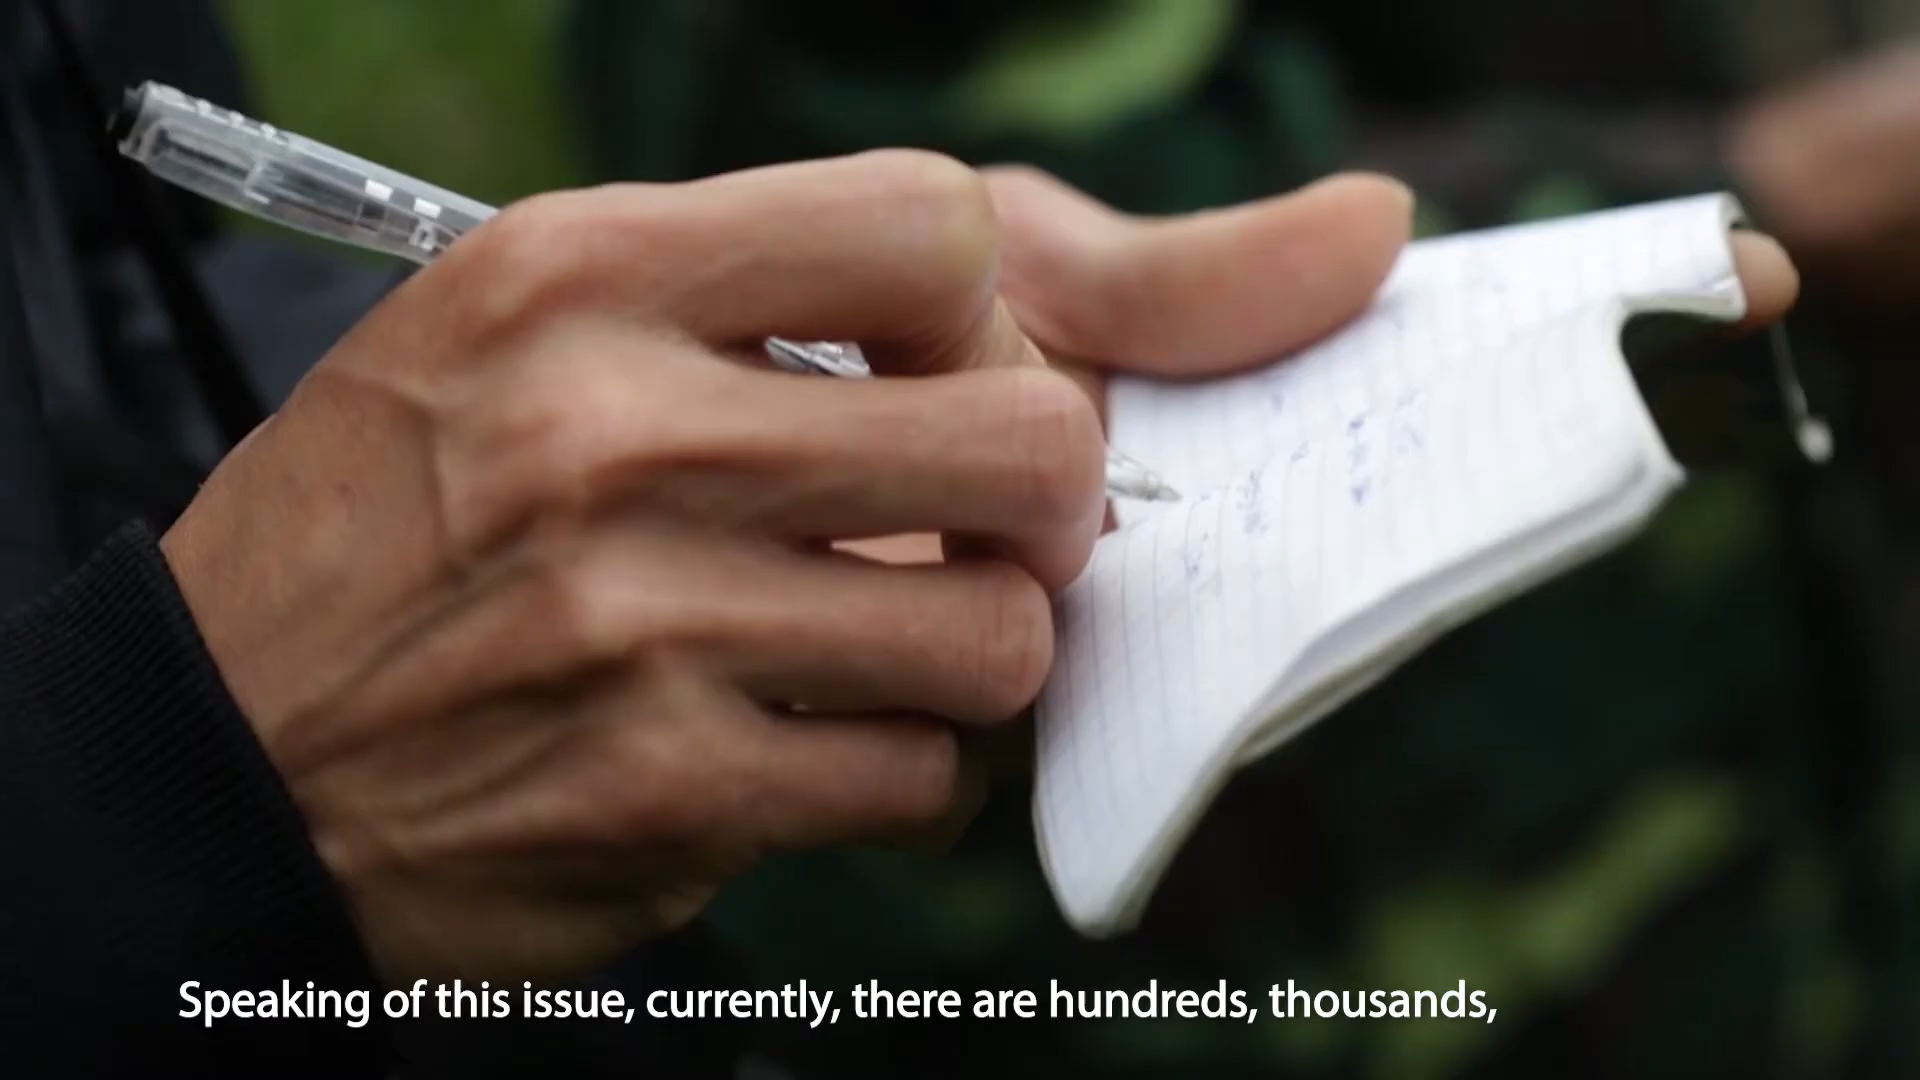 Speaking of this issue, currently, there are hundreds, thousands,